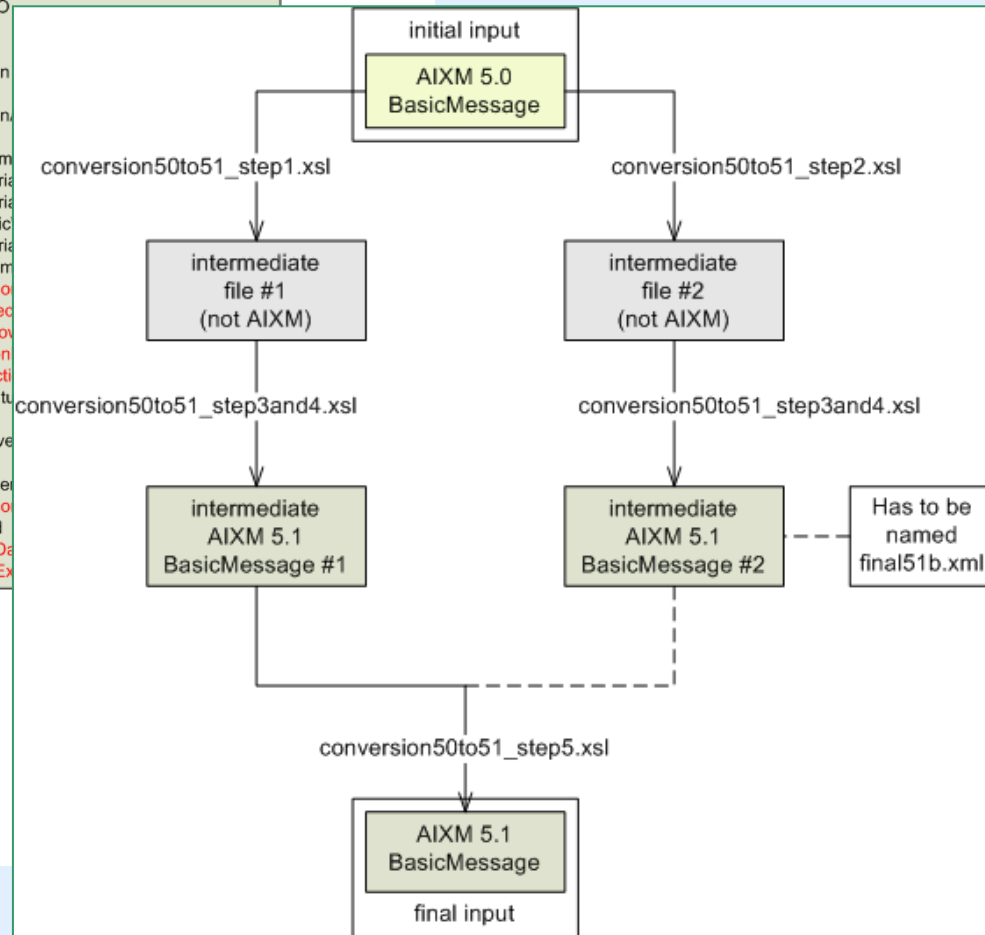 initial input
AIXM 5.0
BasicMessage
conversion50to51_step1.xsl
conversion50to51_step2.xsl
intermediate
file #1
(not AIXM)
intermediate
file #2
(not AIXM)
conversion50to51_step3and4.xsl
conversion50to51_step3and4.xsl
intermediate
AIXM 5.1
BasicMessage #1
intermediate
AIXM 5.1
BasicMessage #2
Has to be
named
final51b.xml
conversion50to51_step5.xsl
AIXM 5.1
BasicMessage
final input